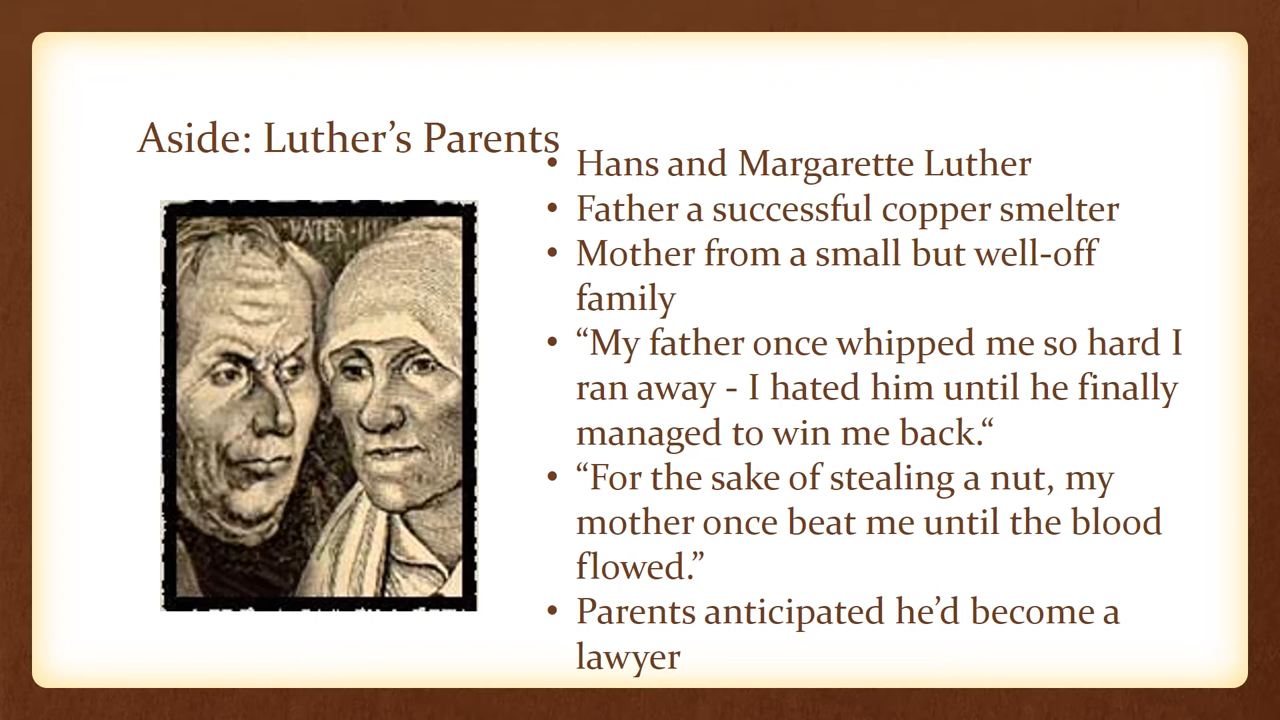 Aside: Luther’s Parents
• Hans and Margarette Luther
• Father a successful copper smelter
• Mother from a small but well-off
family
• “My father once whipped me so hard I
ran away - I hated him until he finally
managed to win me back.“
• “For the sake of stealing a nut, my
mother once beat me until the blood
flowed.”
• Parents anticipated he’d become a
lawyer
VATER